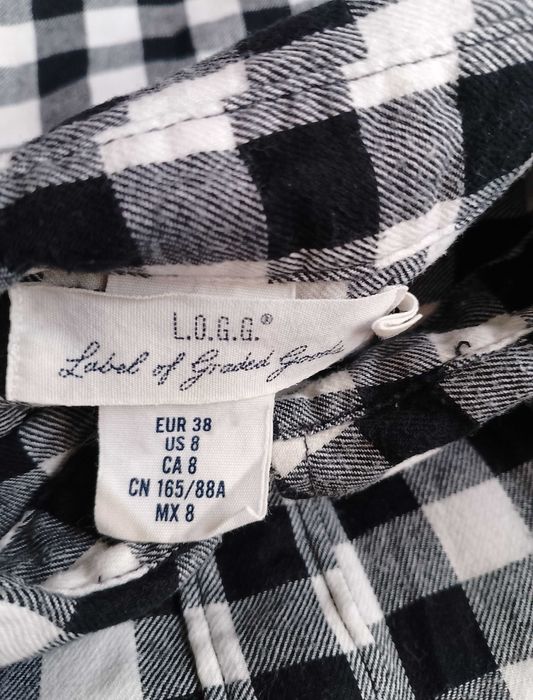 L.O.G.G.®
Label of Graded Goods
EUR 38
US 8
CA 8
CN 165/88A
MX 8